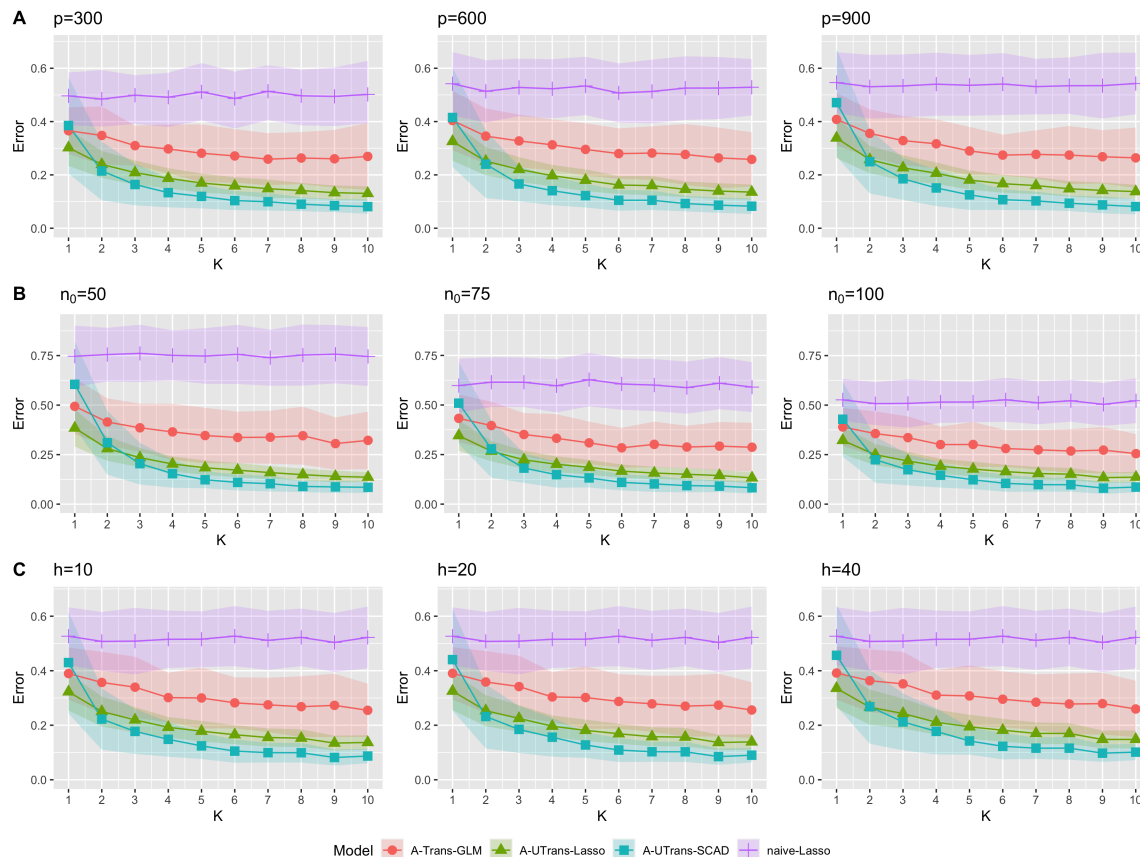 A p=300 p=600 p=900
Error Error Error
0.6 0.6 0.6
0.4 0.4 0.4
0.2 0.2 0.2
0.0 0.0 0.0
1 2 3 4 5 6 7 8 9 10 1 2 3 4 5 6 7 8 9 10 1 2 3 4 5 6 7 8 9 10
K K K
B n₀=50 n₀=75 n₀=100
Error Error Error
0.75 0.75 0.75
0.50 0.50 0.50
0.25 0.25 0.25
0.00 0.00 0.00
1 2 3 4 5 6 7 8 9 10 1 2 3 4 5 6 7 8 9 10 1 2 3 4 5 6 7 8 9 10
K K K
C h=10 h=20 h=40
Error Error Error
0.6 0.6 0.6
0.4 0.4 0.4
0.2 0.2 0.2
0.0 0.0 0.0
1 2 3 4 5 6 7 8 9 10 1 2 3 4 5 6 7 8 9 10 1 2 3 4 5 6 7 8 9 10
K K K
Model A-Trans-GLM A-UTrans-Lasso A-UTrans-SCAD naive-Lasso